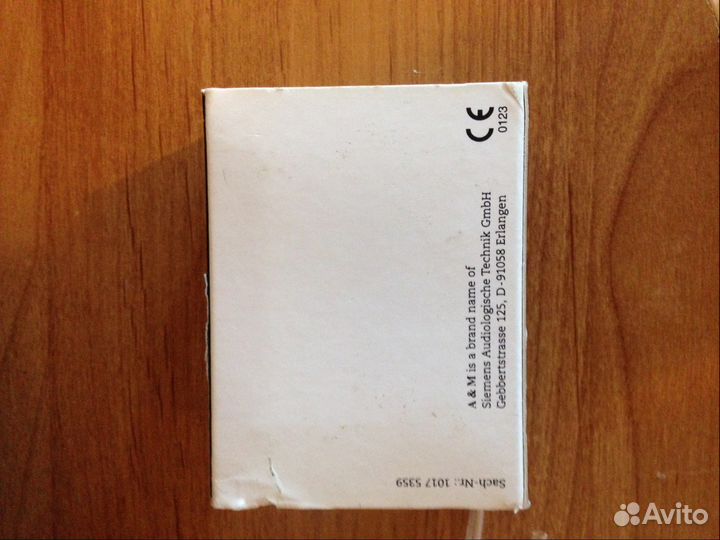 A & M is a brand name of
Siemens Audiologische Technik GmbH
Gebbertstrasse 125, D-91058 Erlangen
CE
0123
Sach-Nr.: 1017 5359
Avito